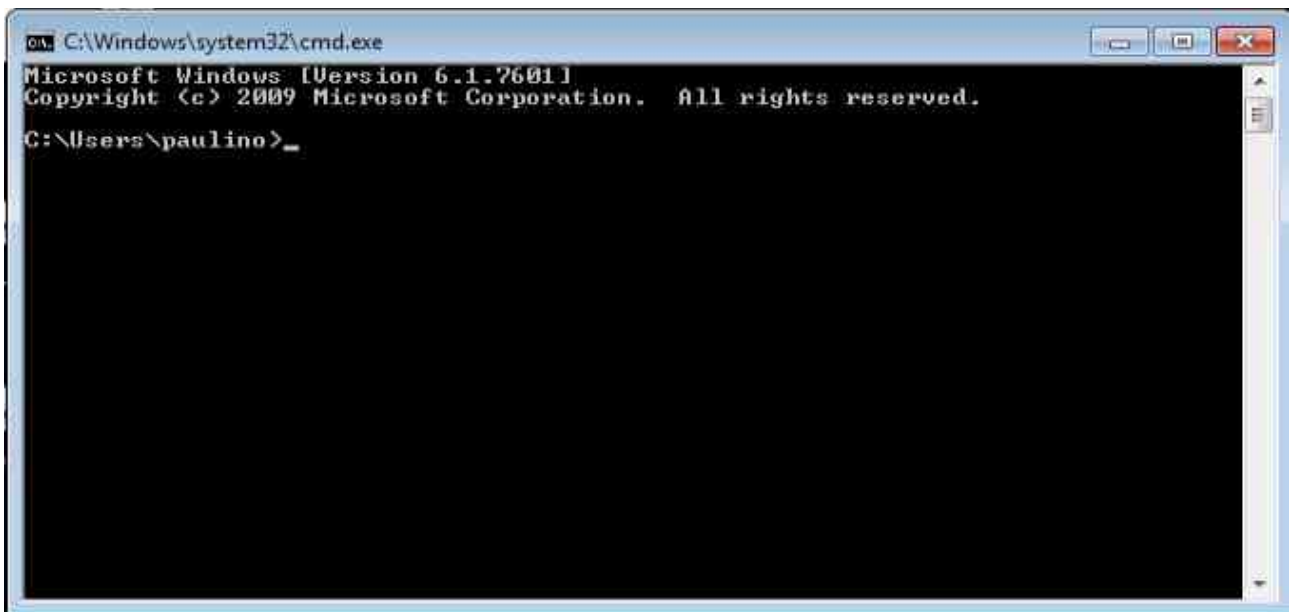 C:\Windows\system32\cmd.exe
Microsoft Windows [Version 6.1.7601]
Copyright (c) 2009 Microsoft Corporation.  All rights reserved.
C:\Users\paulino>_